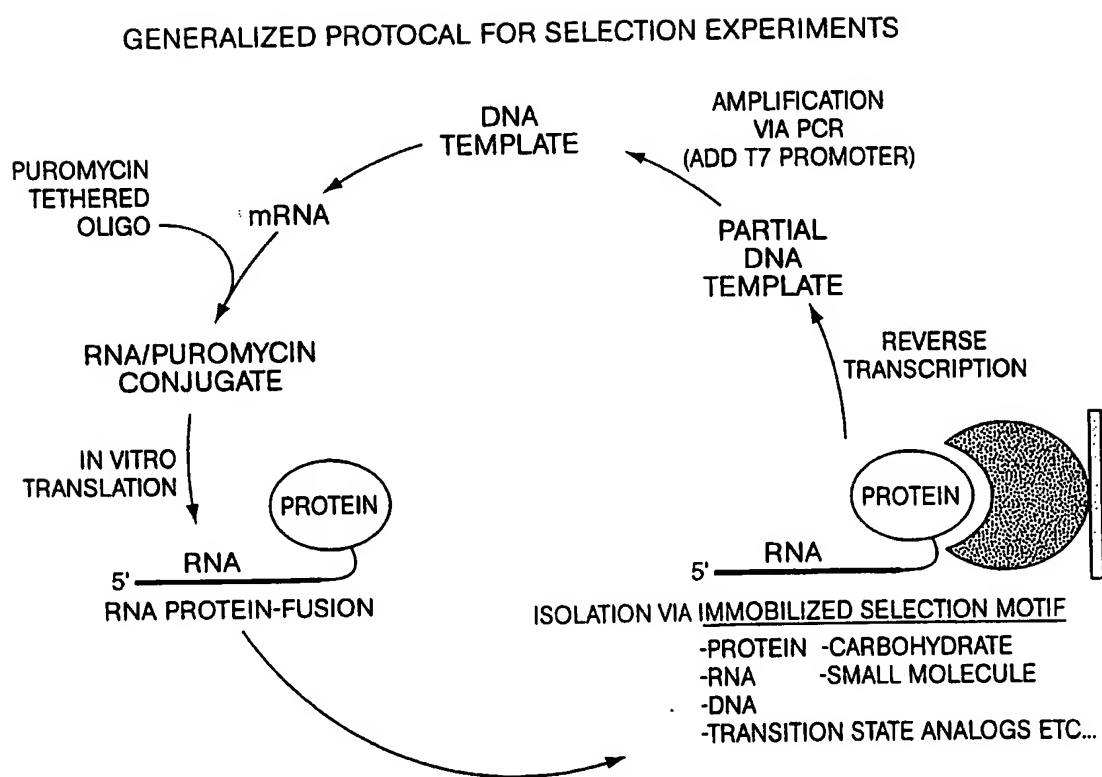 GENERALIZED PROTOCAL FOR SELECTION EXPERIMENTS
DNA
TEMPLATE
AMPLIFICATION
VIA PCR
(ADD T7 PROMOTER)
PUROMYCIN
TETHERED
OLIGO
mRNA
PARTIAL
DNA
TEMPLATE
RNA/PUROMYCIN
CONJUGATE
REVERSE
TRANSCRIPTION
IN VITRO
TRANSLATION
PROTEIN
RNA
5'
RNA PROTEIN-FUSION
PROTEIN
RNA
5'
ISOLATION VIA IMMOBILIZED SELECTION MOTIF
-PROTEIN -CARBOHYDRATE
-RNA -SMALL MOLECULE
-DNA
-TRANSITION STATE ANALOGS ETC...